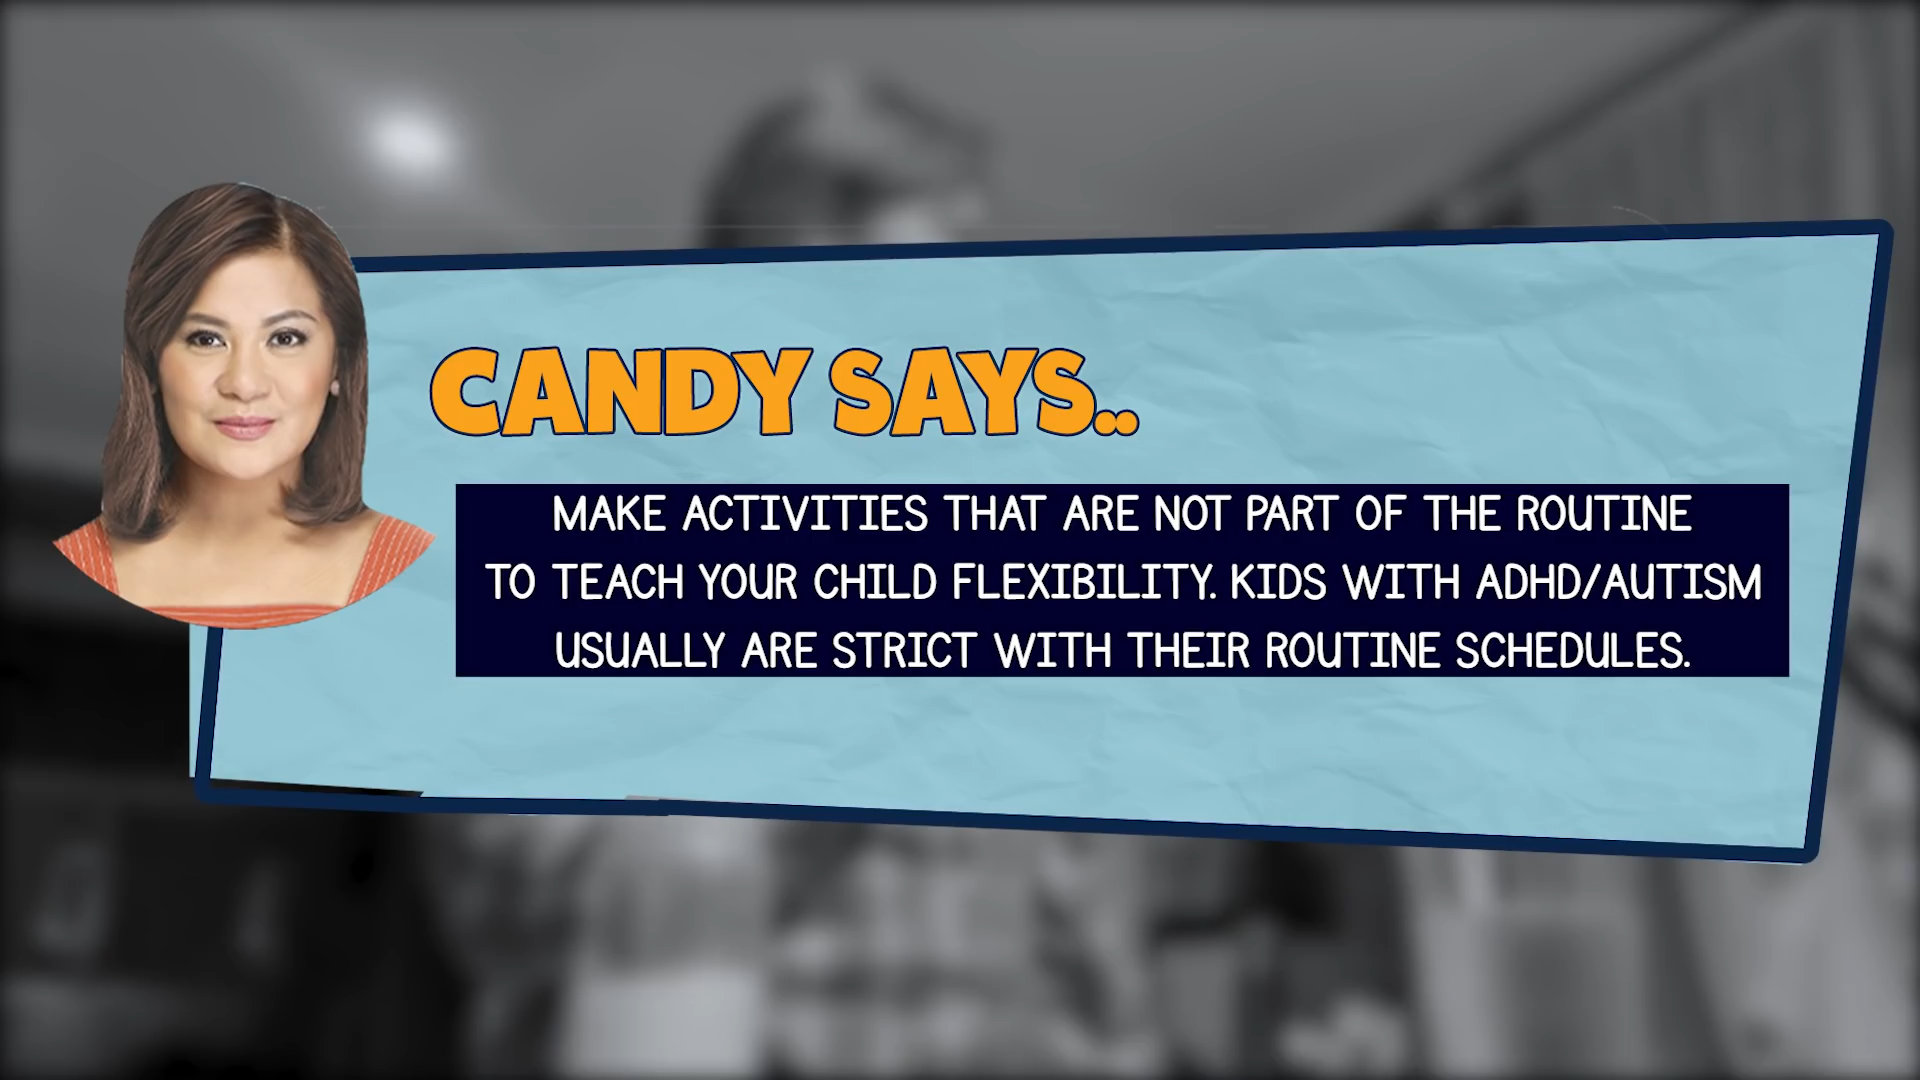 CANDY SAYS..
MAKE ACTIVITIES THAT ARE NOT PART OF THE ROUTINE
TO TEACH YOUR CHILD FLEXIBILITY. KIDS WITH ADHD/AUTISM
USUALLY ARE STRICT WITH THEIR ROUTINE SCHEDULES.